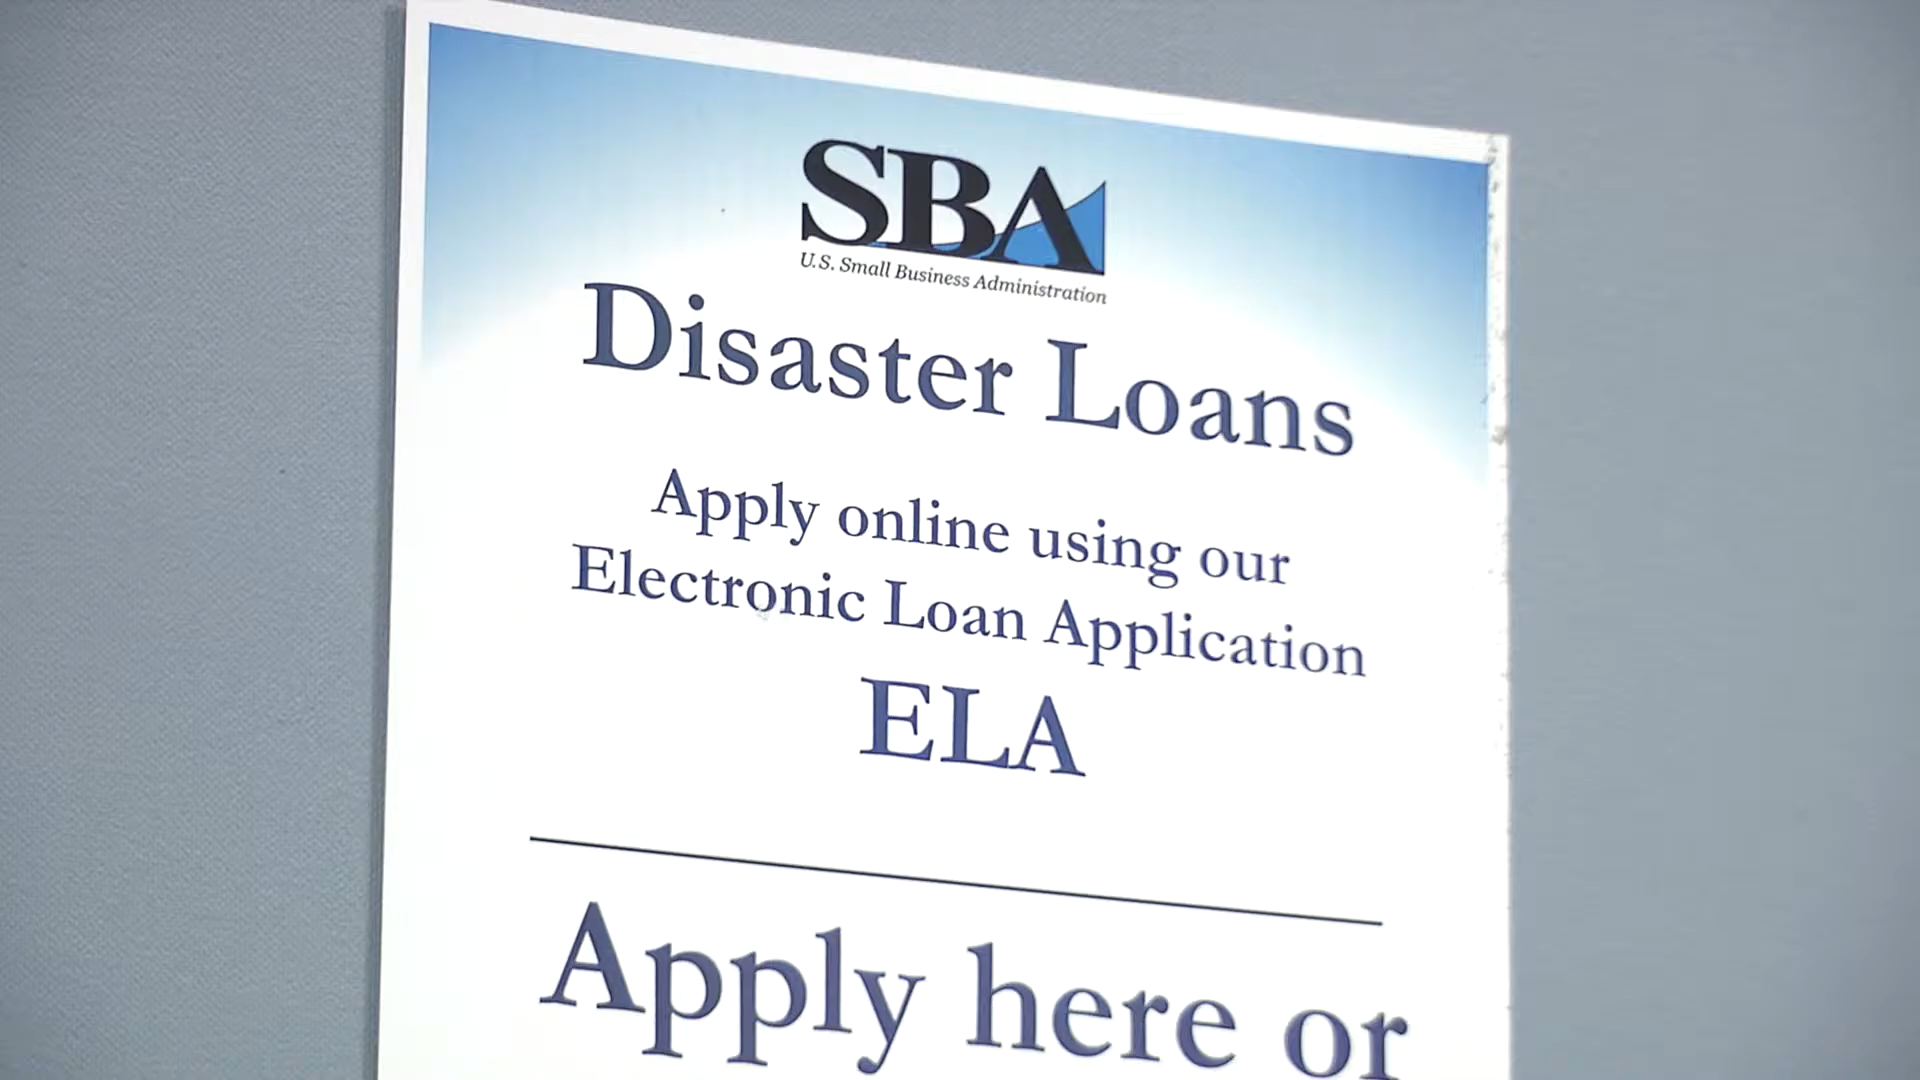 SBA
U.S. Small Business Administration
Disaster Loans
Apply online using our
Electronic Loan Application
ELA
Apply here or